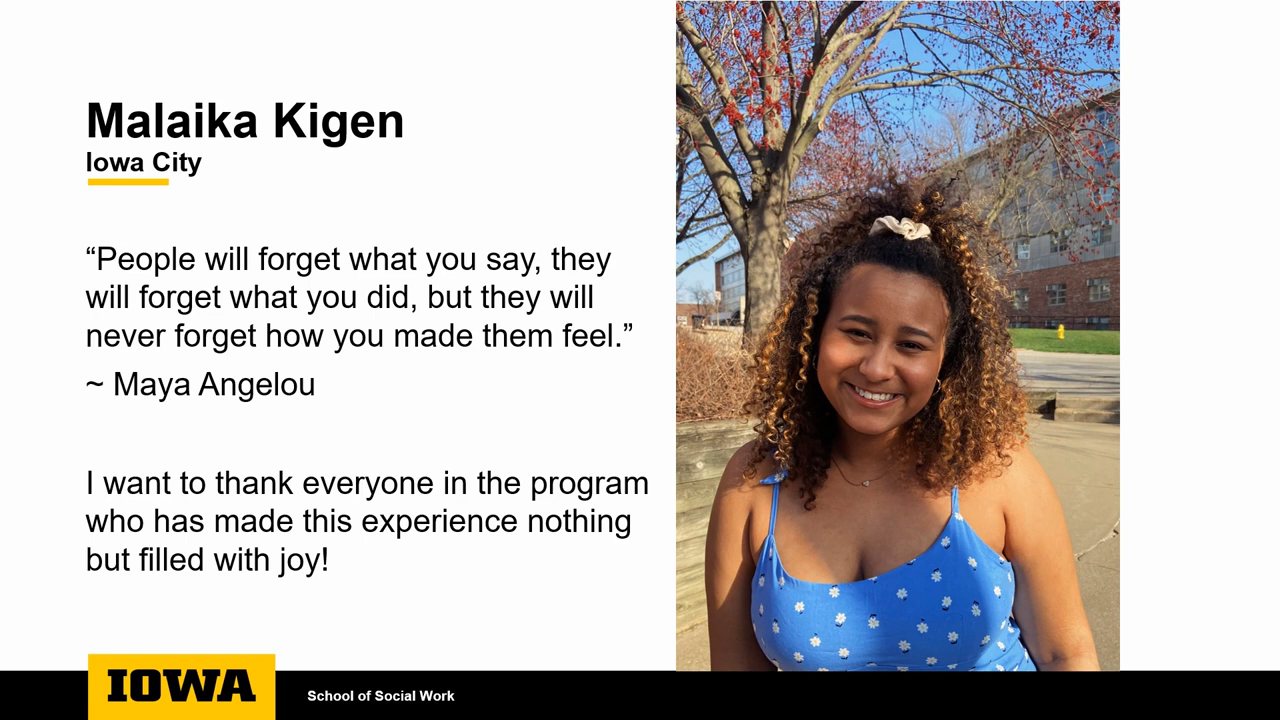 Malaika Kigen
Iowa City
“People will forget what you say, they
will forget what you did, but they will
never forget how you made them feel.”
~ Maya Angelou
I want to thank everyone in the program
who has made this experience nothing
but filled with joy!
IOWA
School of Social Work